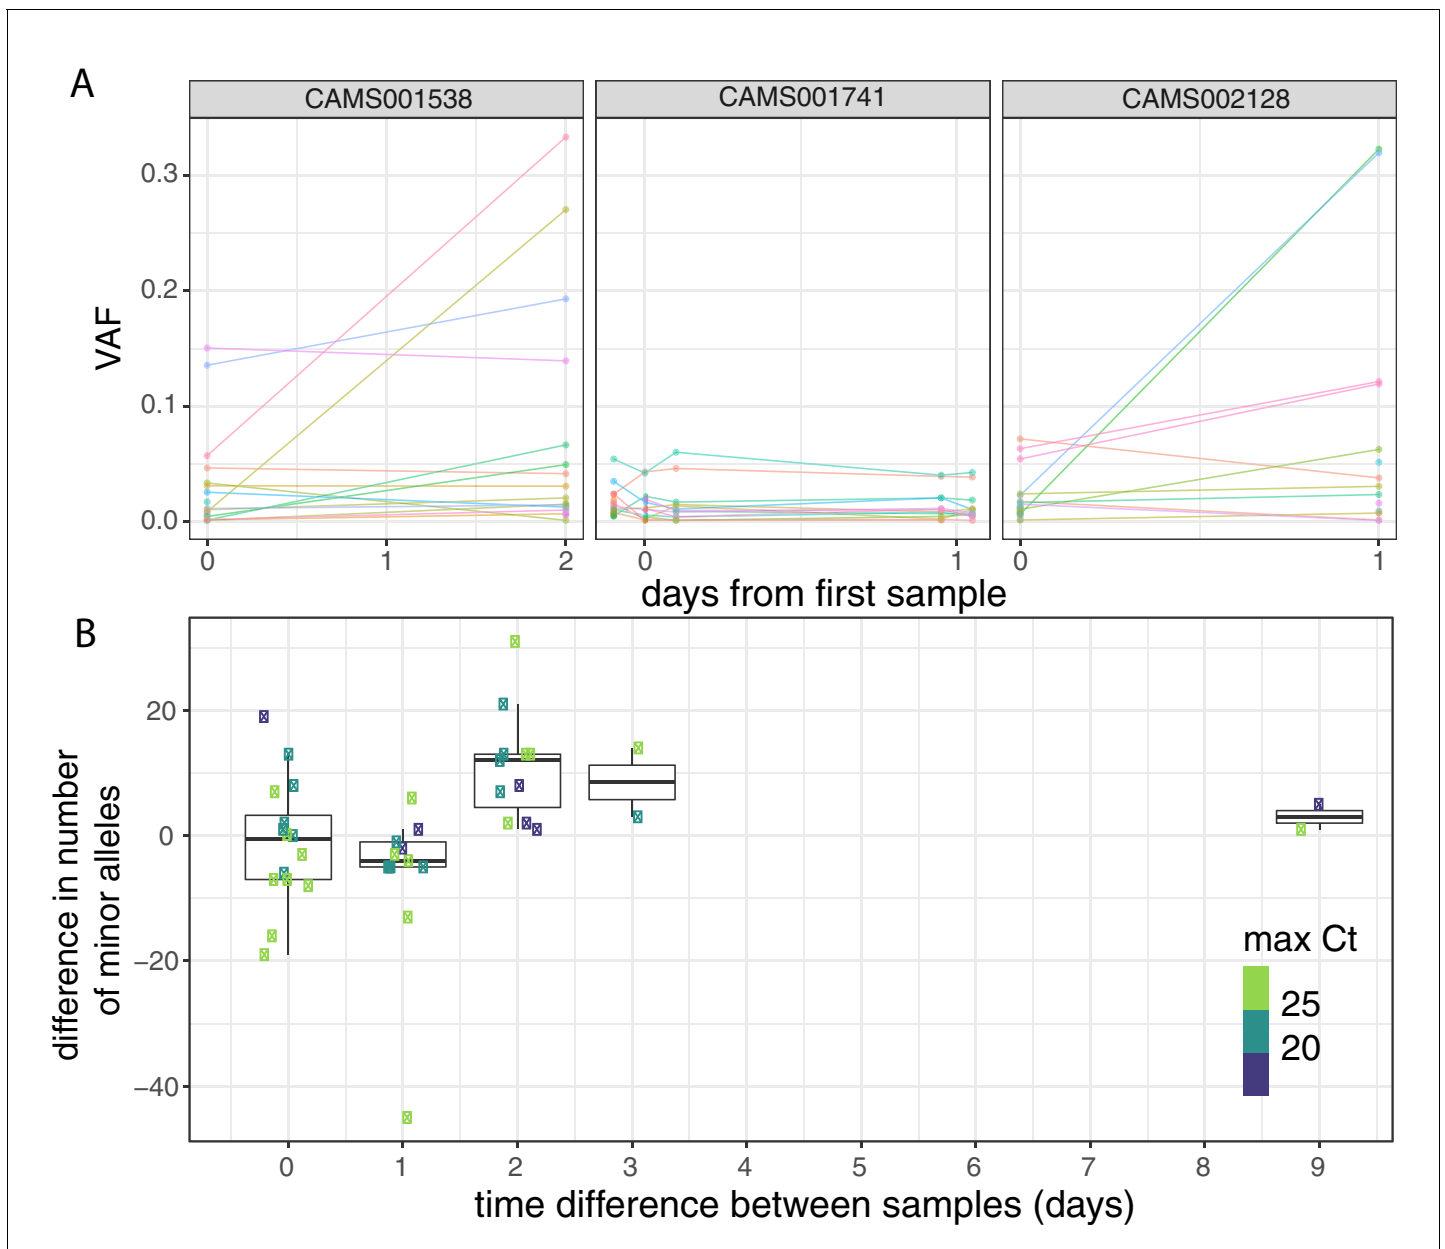 A
CAMS001538 CAMS001741 CAMS002128
0.3
0.2
0.1
0.0
VAF
0 1 2 0 1 0 1
days from first sample
B
20
0
−20
−40
difference in number
of minor alleles
max Ct
25
20
0 1 2 3 4 5 6 7 8 9
time difference between samples (days)